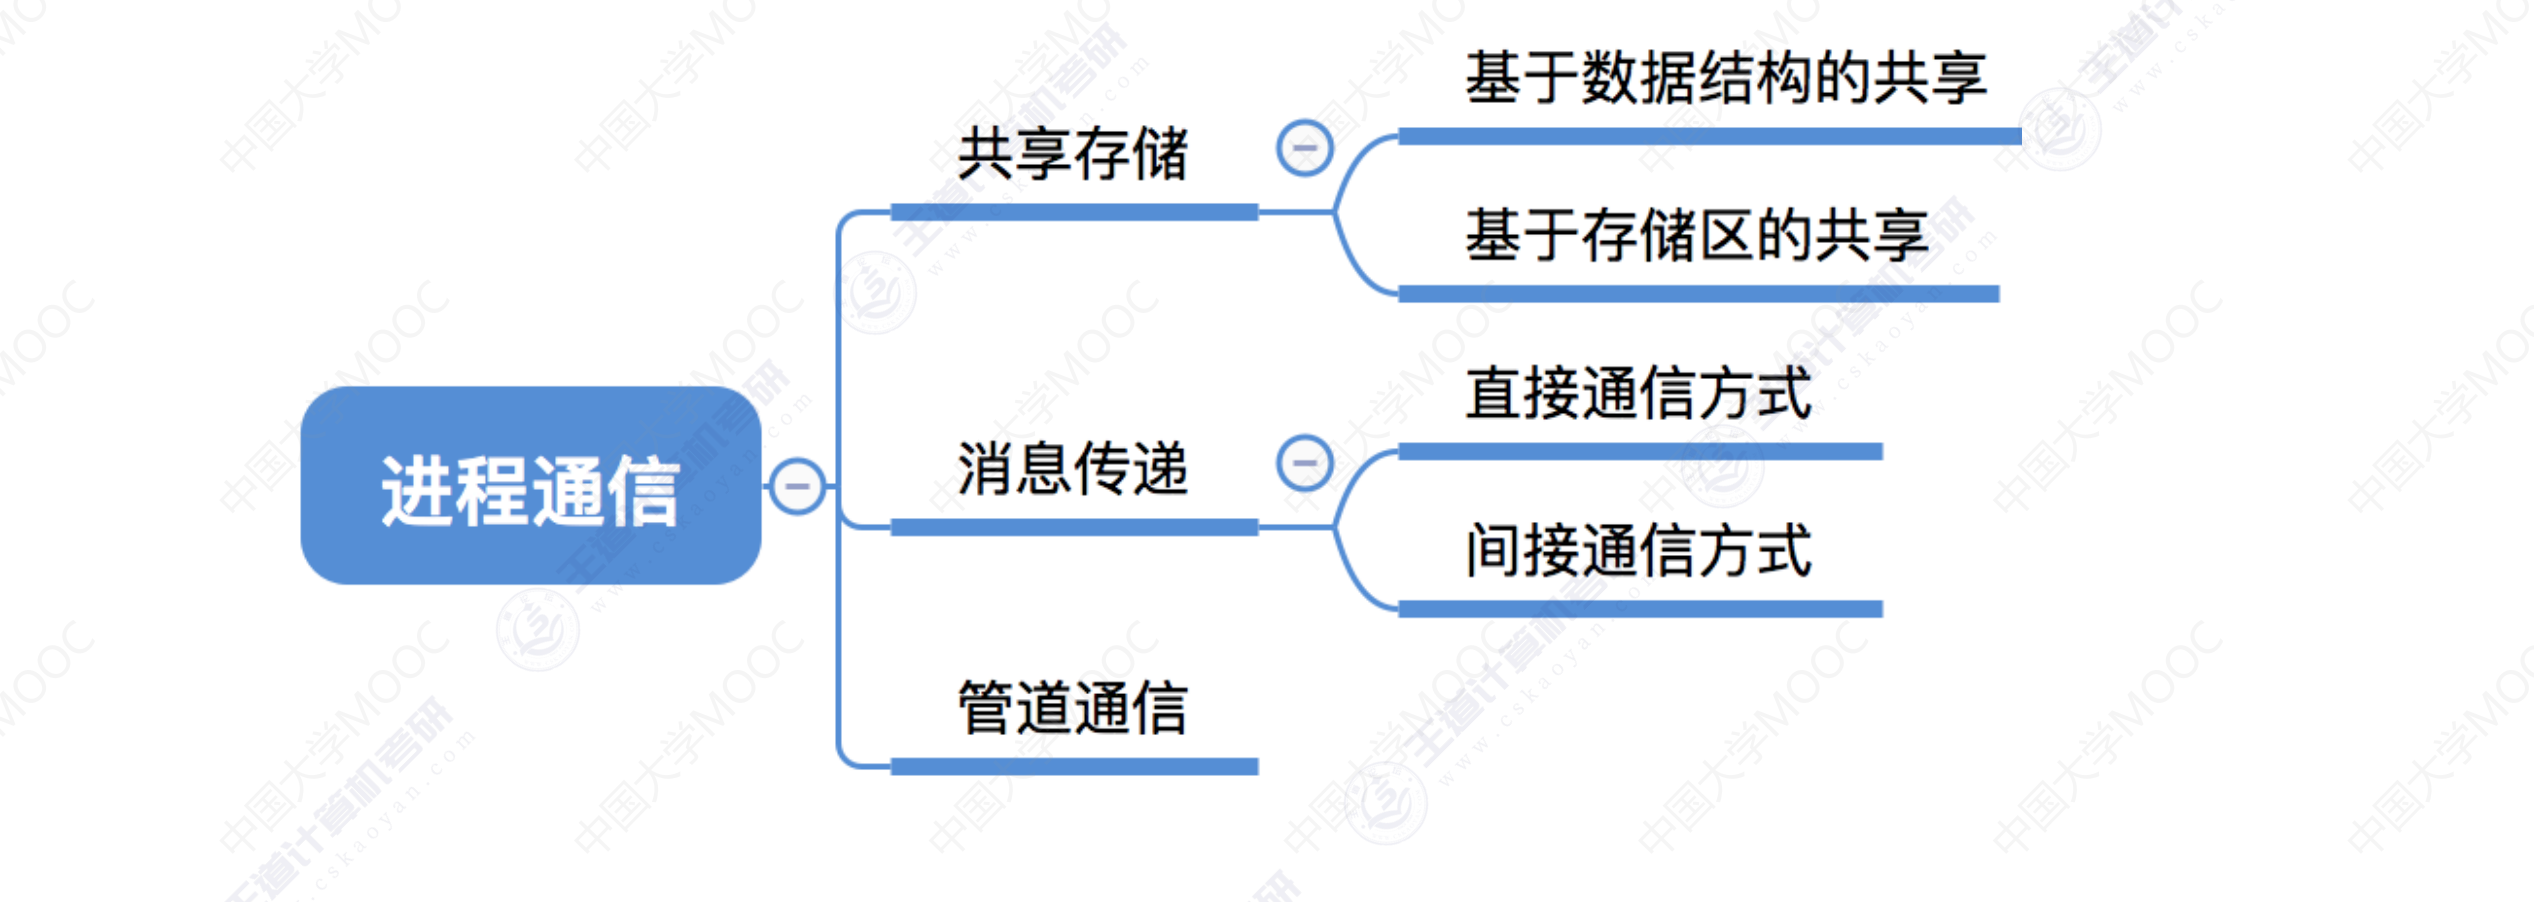 进程通信
共享存储
基于数据结构的共享
基于存储区的共享
消息传递
直接通信方式
间接通信方式
管道通信
中国大学MOOC
王道计算机考研
www.cskaoyan.com